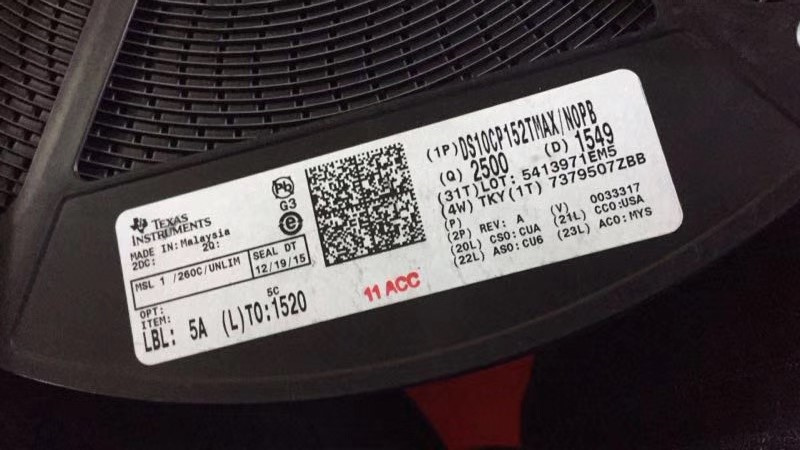 TEXAS
INSTRUMENTS
MADE IN: Malaysia
2DC: 2Q:
MSL 1 /260C/UNLIM
SEAL DT
12/19/15
OPT:
ITEM: 5C
LBL: 5A (L)TO:1520
Pb
G3
e
11 ACC
(1P) DS10CP152TMAX/NOPB
(Q) 2500 (D) 1549
(31T)LOT: 5413971EM5
(4W) TKY(1T) 7379507ZBB
(P)
(2P) REV: A (V) 0033317
(20L) CSO:CUA (21L) CCO:USA
(22L) ASO:CU6 (23L) ACO:MYS